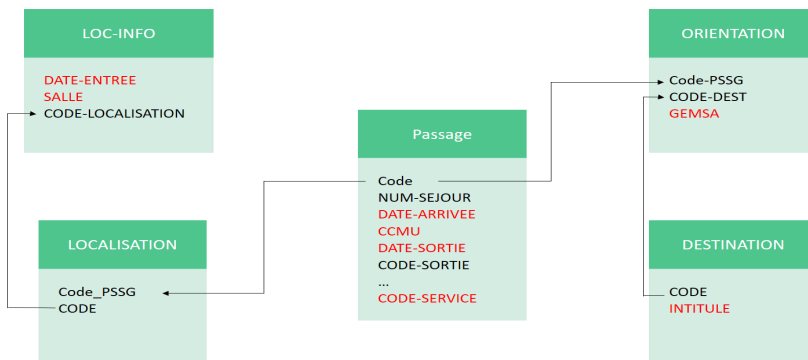 LOC-INFO
DATE-ENTREE
SALLE
CODE-LOCALISATION
LOCALISATION
Code_PSSG
CODE
Passage
Code
NUM-SEJOUR
DATE-ARRIVEE
CCMU
DATE-SORTIE
CODE-SORTIE
...
CODE-SERVICE
ORIENTATION
Code-PSSG
CODE-DEST
GEMSA
DESTINATION
CODE
INTITULE